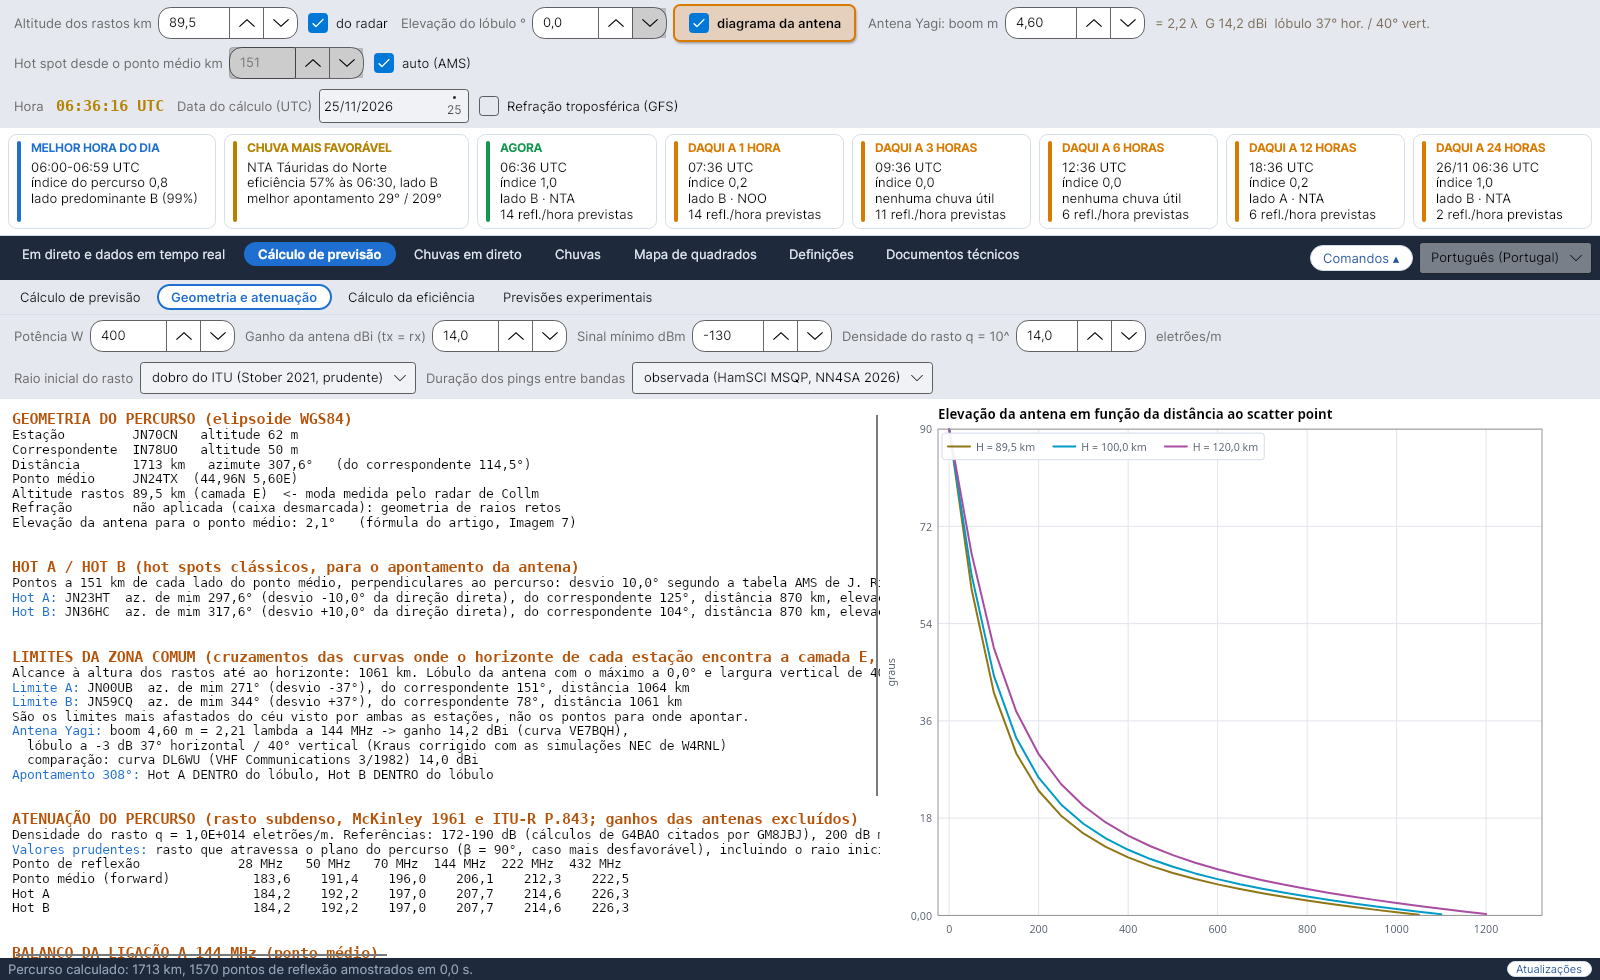 Altitude dos rastos km 89,5 do radar Elevação do lóbulo ° 0,0 diagrama da antena Antena Yagi: boom m 4,60 = 2,2 λ G 14,2 dBi lóbulo 37° hor. / 40° vert.
Hot spot desde o ponto médio km 151 auto (AMS)
Hora 06:36:16 UTC Data do cálculo (UTC) 25/11/2026 25 Refração troposférica (GFS)
MELHOR HORA DO DIA
06:00-06:59 UTC
índice do percurso 0,8
lado predominante B (99%)
CHUVA MAIS FAVORÁVEL
NTA Táuridas do Norte
eficiência 57% às 06:30, lado B
melhor apontamento 29° / 209°
AGORA
06:36 UTC
índice 1,0
lado B · NTA
14 refl./hora previstas
DAQUI A 1 HORA
07:36 UTC
índice 0,2
lado B · NOO
14 refl./hora previstas
DAQUI A 3 HORAS
09:36 UTC
índice 0,0
nenhuma chuva útil
11 refl./hora previstas
DAQUI A 6 HORAS
12:36 UTC
índice 0,0
nenhuma chuva útil
6 refl./hora previstas
DAQUI A 12 HORAS
18:36 UTC
índice 0,2
lado A · NTA
6 refl./hora previstas
DAQUI A 24 HORAS
26/11 06:36 UTC
índice 1,0
lado B · NTA
2 refl./hora previstas
Em direto e dados em tempo real Cálculo de previsão Chuvas em direto Chuvas Mapa de quadrados Definições Documentos técnicos Comandos ▴ Português (Portugal)
Cálculo de previsão Geometria e atenuação Cálculo da eficiência Previsões experimentais
Potência W 400 Ganho da antena dBi (tx = rx) 14,0 Sinal mínimo dBm -130 Densidade do rasto q = 10^ 14,0 eletrões/m
Raio inicial do rasto dobro do ITU (Stober 2021, prudente) Duração dos pings entre bandas observada (HamSCI MSQP, NN4SA 2026)
GEOMETRIA DO PERCURSO (elipsoide WGS84)
Estação JN70CN altitude 62 m
Correspondente IN78UO altitude 50 m
Distância 1713 km azimute 307,6° (do correspondente 114,5°)
Ponto médio JN24TX (44,96N 5,60E)
Altitude rastos 89,5 km (camada E) <- moda medida pelo radar de Collm
Refração não aplicada (caixa desmarcada): geometria de raios retos
Elevação da antena para o ponto médio: 2,1° (fórmula do artigo, Imagem 7)
HOT A / HOT B (hot spots clássicos, para o apontamento da antena)
Pontos a 151 km de cada lado do ponto médio, perpendiculares ao percurso: desvio 10,0° segundo a tabela AMS de J.
Hot A: JN23HT az. de mim 297,6° (desvio -10,0° da direção direta), do correspondente 125°, distância 870 km,
Hot B: JN36HC az. de mim 317,6° (desvio +10,0° da direção direta), do correspondente 104°, distância 870 km,
LIMITES DA ZONA COMUM (cruzamentos das curvas onde o horizonte de cada estação encontra a camada E,
Alcance à altura dos rastos até ao horizonte: 1061 km. Lóbulo da antena com o máximo a 0,0° e largura vertical de
Limite A: JN00UB az. de mim 271° (desvio -37°), do correspondente 151°, distância 1064 km
Limite B: JN59CQ az. de mim 344° (desvio +37°), do correspondente 78°, distância 1061 km
São os limites mais afastados do céu visto por ambas as estações, não os pontos para onde apontar.
Antena Yagi: boom 4,60 m = 2,21 lambda a 144 MHz -> ganho 14,2 dBi (curva VE7BQH),
lóbulo a -3 dB 37° horizontal / 40° vertical (Kraus corrigido com as simulações NEC de W4RNL)
comparação: curva DL6WU (VHF Communications 3/1982) 14,0 dBi
Apontamento 308°: Hot A DENTRO do lóbulo, Hot B DENTRO do lóbulo
ATENUAÇÃO DO PERCURSO (rasto subdenso, McKinley 1961 e ITU-R P.843; ganhos das antenas excluídos)
Densidade do rasto q = 1,0E+014 eletrões/m. Referências: 172-190 dB (cálculos de G4BAO citados por GM8JBJ), 200 dB
Valores prudentes: rasto que atravessa o plano do percurso (β = 90°, caso mais desfavorável), incluindo o raio
Ponto de reflexão 28 MHz 50 MHz 70 MHz 144 MHz 222 MHz 432 MHz
Ponto médio (forward) 183,6 191,4 196,0 206,1 212,3 222,5
Hot A 184,2 192,2 197,0 207,7 214,6 226,3
Hot B 184,2 192,2 197,0 207,7 214,6 226,3
BALANÇO DA LIGAÇÃO A 144 MHz (ponto médio)
Elevação da antena em função da distância ao scatter point
H = 89,5 km H = 100,0 km H = 120,0 km
graus
90
72
54
36
18
0,00
0 200 400 600 800 1000 1200
Percurso calculado: 1713 km, 1570 pontos de reflexão amostrados em 0,0 s. Atualizações